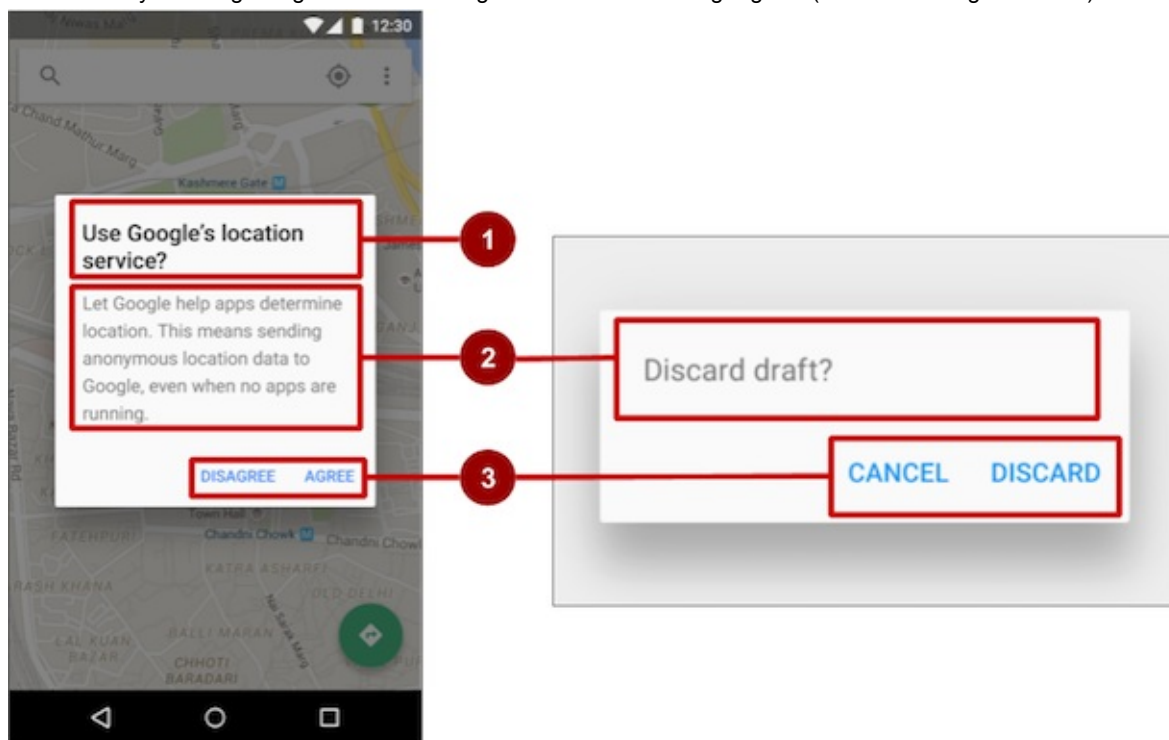 12:30
Chand Mathur Marg
Kashmere Gate M
Use Google's location
service?
Let Google help apps determine
location. This means sending
anonymous location data to
Google, even when no apps are
running.
DISAGREE AGREE
1
2
3
Discard draft?
CANCEL DISCARD
Town Hall
FATEHPURI
Chandni Chowk M
Chandni Chowk
KATRA ASHARFI
OLD DELHI
Nai Sarak Marg
LAL KUAN
BAZAR
BALLI MARAN
CHHOTI
BARADARI